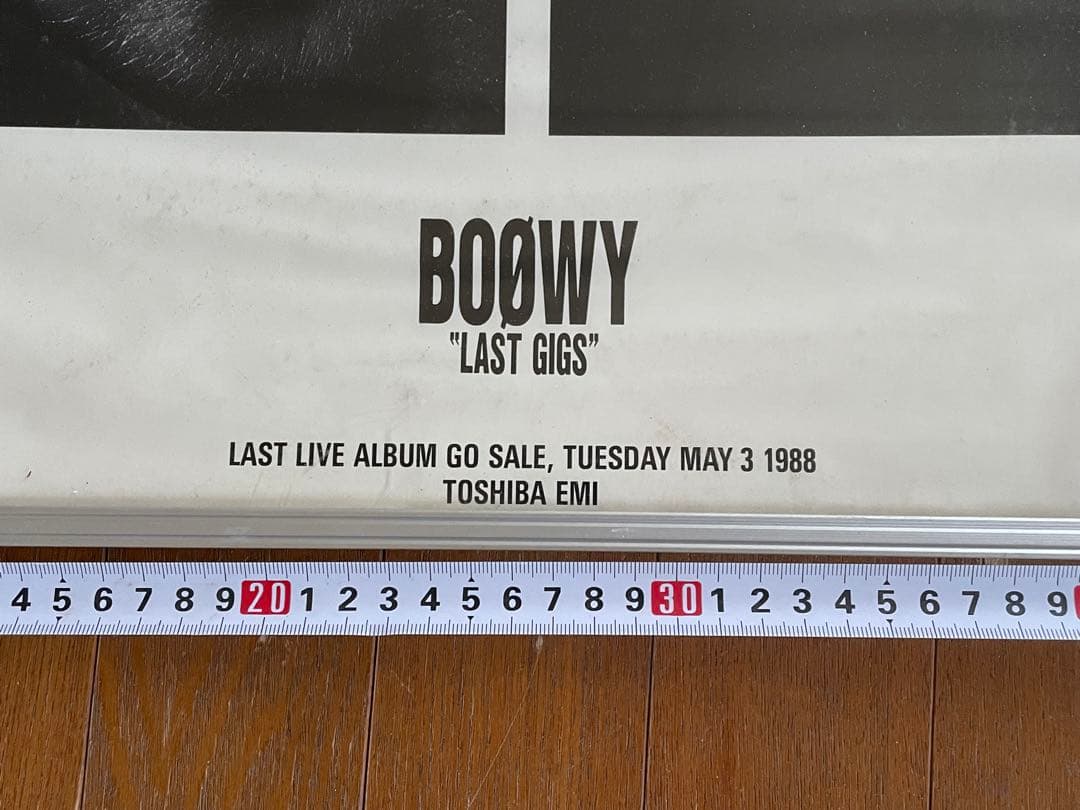 BOØWY
"LAST GIGS"
LAST LIVE ALBUM GO SALE, TUESDAY MAY 3 1988
TOSHIBA EMI
4 5 6 7 8 9 20 1 2 3 4 5 6 7 8 9 30 1 2 3 4 5 6 7 8 9